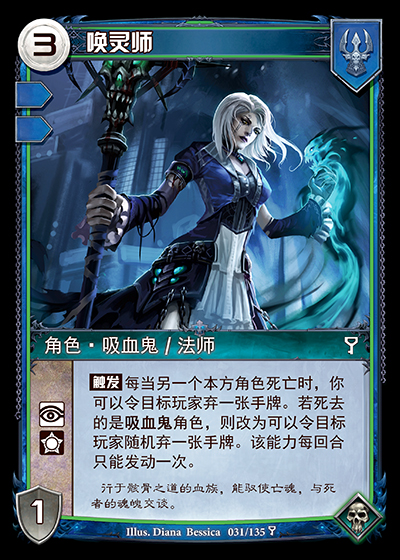 3 唤灵师
角色·吸血鬼 / 法师
触发 每当另一个本方角色死亡时，你
可以令目标玩家弃一张手牌。若死去
的是吸血鬼角色，则改为可以令目标
玩家随机弃一张手牌。该能力每回合
只能发动一次。
行于骸骨之道的血族，能驭使亡魂，与死
者的魂魄交谈。
1
Illus. Diana Bessica 031/135